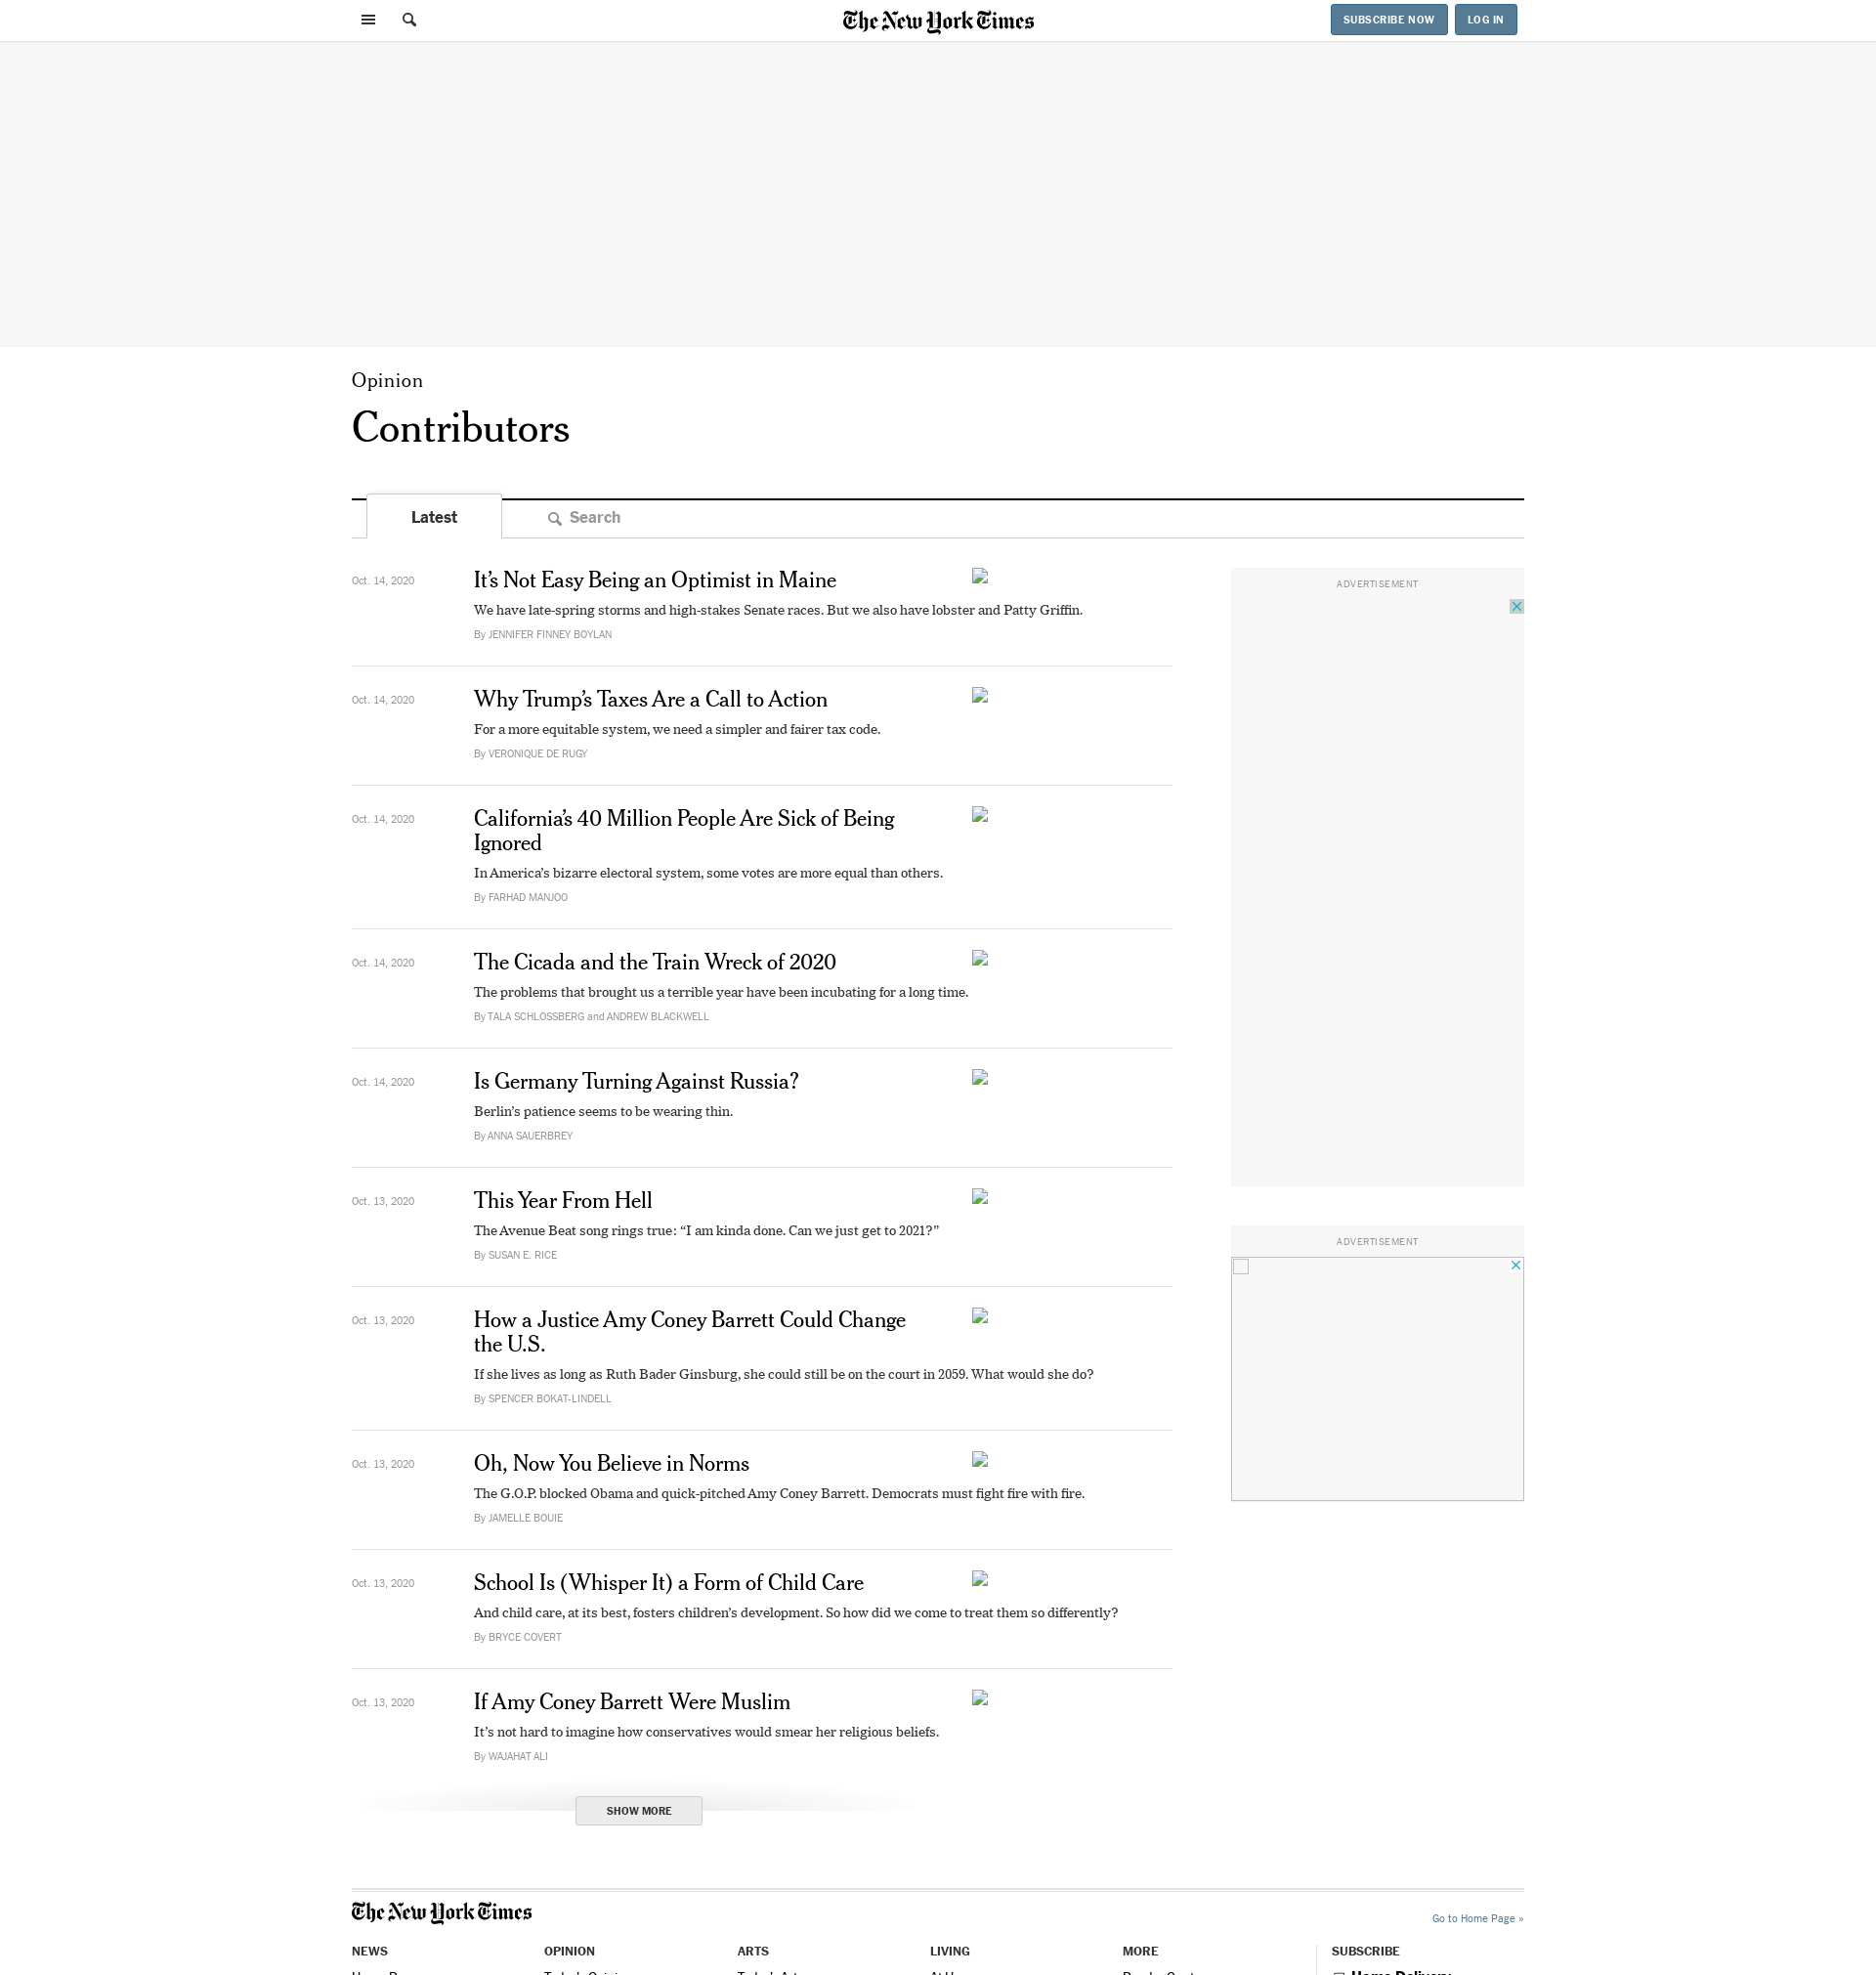 The New York Times
SUBSCRIBE NOW
LOG IN
Opinion
Contributors
Latest
Search
Oct. 14, 2020
It’s Not Easy Being an Optimist in Maine
We have late-spring storms and high-stakes Senate races. But we also have lobster and Patty Griffin.
By JENNIFER FINNEY BOYLAN
Oct. 14, 2020
Why Trump’s Taxes Are a Call to Action
For a more equitable system, we need a simpler and fairer tax code.
By VERONIQUE DE RUGY
Oct. 14, 2020
California’s 40 Million People Are Sick of Being
Ignored
In America’s bizarre electoral system, some votes are more equal than others.
By FARHAD MANJOO
Oct. 14, 2020
The Cicada and the Train Wreck of 2020
The problems that brought us a terrible year have been incubating for a long time.
By TALA SCHLOSSBERG and ANDREW BLACKWELL
Oct. 14, 2020
Is Germany Turning Against Russia?
Berlin’s patience seems to be wearing thin.
By ANNA SAUERBREY
Oct. 13, 2020
This Year From Hell
The Avenue Beat song rings true: “I am kinda done. Can we just get to 2021?”
By SUSAN E. RICE
Oct. 13, 2020
How a Justice Amy Coney Barrett Could Change
the U.S.
If she lives as long as Ruth Bader Ginsburg, she could still be on the court in 2059. What would she do?
By SPENCER BOKAT-LINDELL
Oct. 13, 2020
Oh, Now You Believe in Norms
The G.O.P. blocked Obama and quick-pitched Amy Coney Barrett. Democrats must fight fire with fire.
By JAMELLE BOUIE
Oct. 13, 2020
School Is (Whisper It) a Form of Child Care
And child care, at its best, fosters children’s development. So how did we come to treat them so differently?
By BRYCE COVERT
Oct. 13, 2020
If Amy Coney Barrett Were Muslim
It’s not hard to imagine how conservatives would smear her religious beliefs.
By WAJAHAT ALI
SHOW MORE
ADVERTISEMENT
ADVERTISEMENT
The New York Times
Go to Home Page »
NEWS
OPINION
ARTS
LIVING
MORE
SUBSCRIBE
Home Delivery